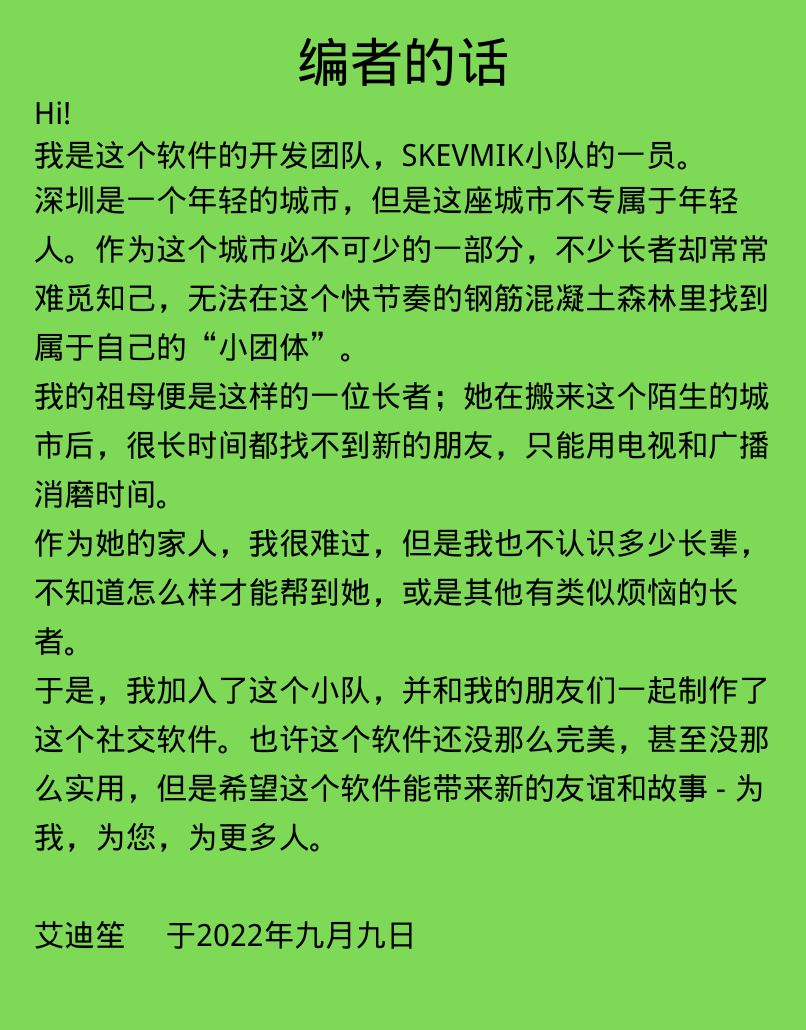 编者的话
Hi!
我是这个软件的开发团队，SKEVMIK小队的一员。
深圳是一个年轻的城市，但是这座城市不专属于年轻
人。作为这个城市必不可少的一部分，不少长者却常常
难觅知己，无法在这个快节奏的钢筋混凝土森林里找到
属于自己的“小团体”。
我的祖母便是这样的一位长者；她在搬来这个陌生的城
市后，很长时间都找不到新的朋友，只能用电视和广播
消磨时间。
作为她的家人，我很难过，但是我也不认识多少长辈，
不知道怎么样才能帮到她，或是其他有类似烦恼的长
者。
于是，我加入了这个小队，并和我的朋友们一起制作了
这个社交软件。也许这个软件还没那么完美，甚至没那
么实用，但是希望这个软件能带来新的友谊和故事 - 为
我，为您，为更多人。
艾迪笙 于2022年九月九日